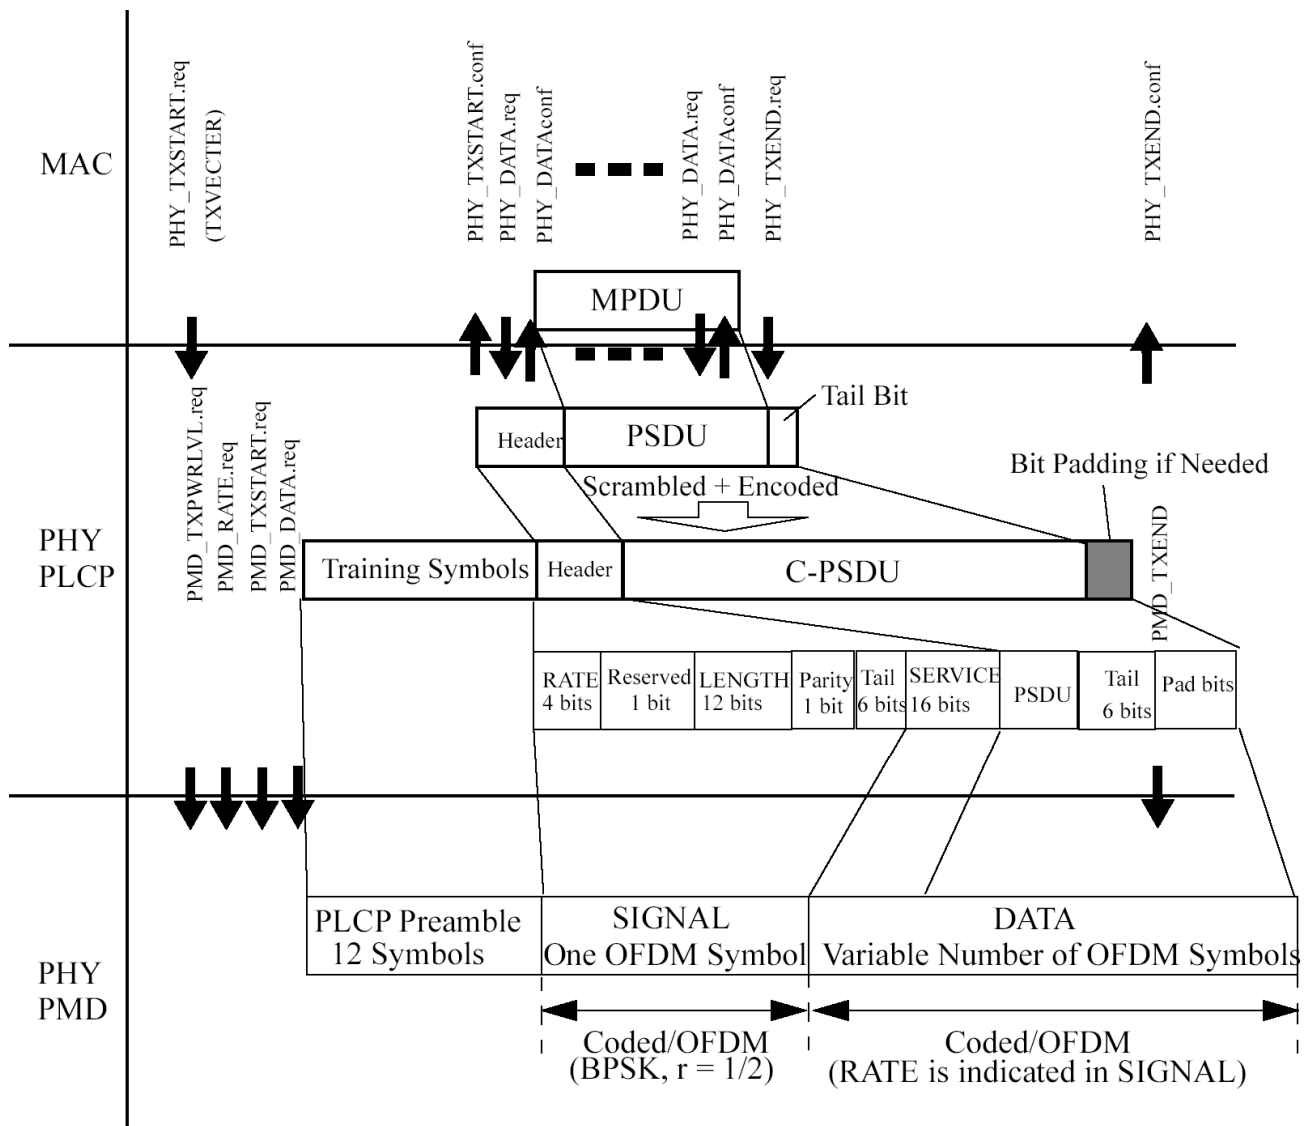 MAC
PHY_TXSTART.req
(TXVECTER)
PHY_TXSTART.conf
PHY_DATA.req
PHY_DATAconf
PHY_DATA.req
PHY_DATAconf
PHY_TXEND.req
PHY_TXEND.conf
MPDU
PHY
PLCP
PMD_TXPWRLVL.req
PMD_RATE.req
PMD_TXSTART.req
PMD_DATA.req
Header
PSDU
Tail Bit
Scrambled + Encoded
Bit Padding if Needed
Training Symbols
Header
C-PSDU
PMD_TXEND
RATE
4 bits
Reserved
1 bit
LENGTH
12 bits
Parity
1 bit
Tail
6 bits
SERVICE
16 bits
PSDU
Tail
6 bits
Pad bits
PHY
PMD
PLCP Preamble
12 Symbols
SIGNAL
One OFDM Symbol
DATA
Variable Number of OFDM Symbols
Coded/OFDM
(BPSK, r = 1/2)
Coded/OFDM
(RATE is indicated in SIGNAL)